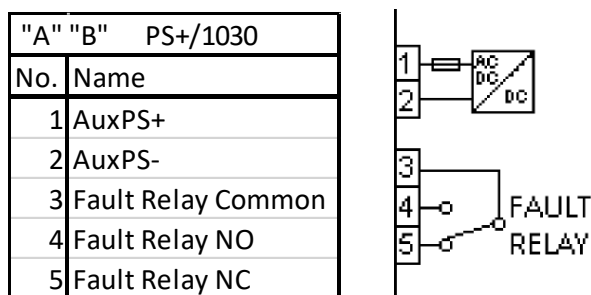 "A" "B" PS+/1030
No. Name
1 AuxPS+
2 AuxPS-
3 Fault Relay Common
4 Fault Relay NO
5 Fault Relay NC
1
AC
DC
DC
2
3
4
5
FAULT
RELAY